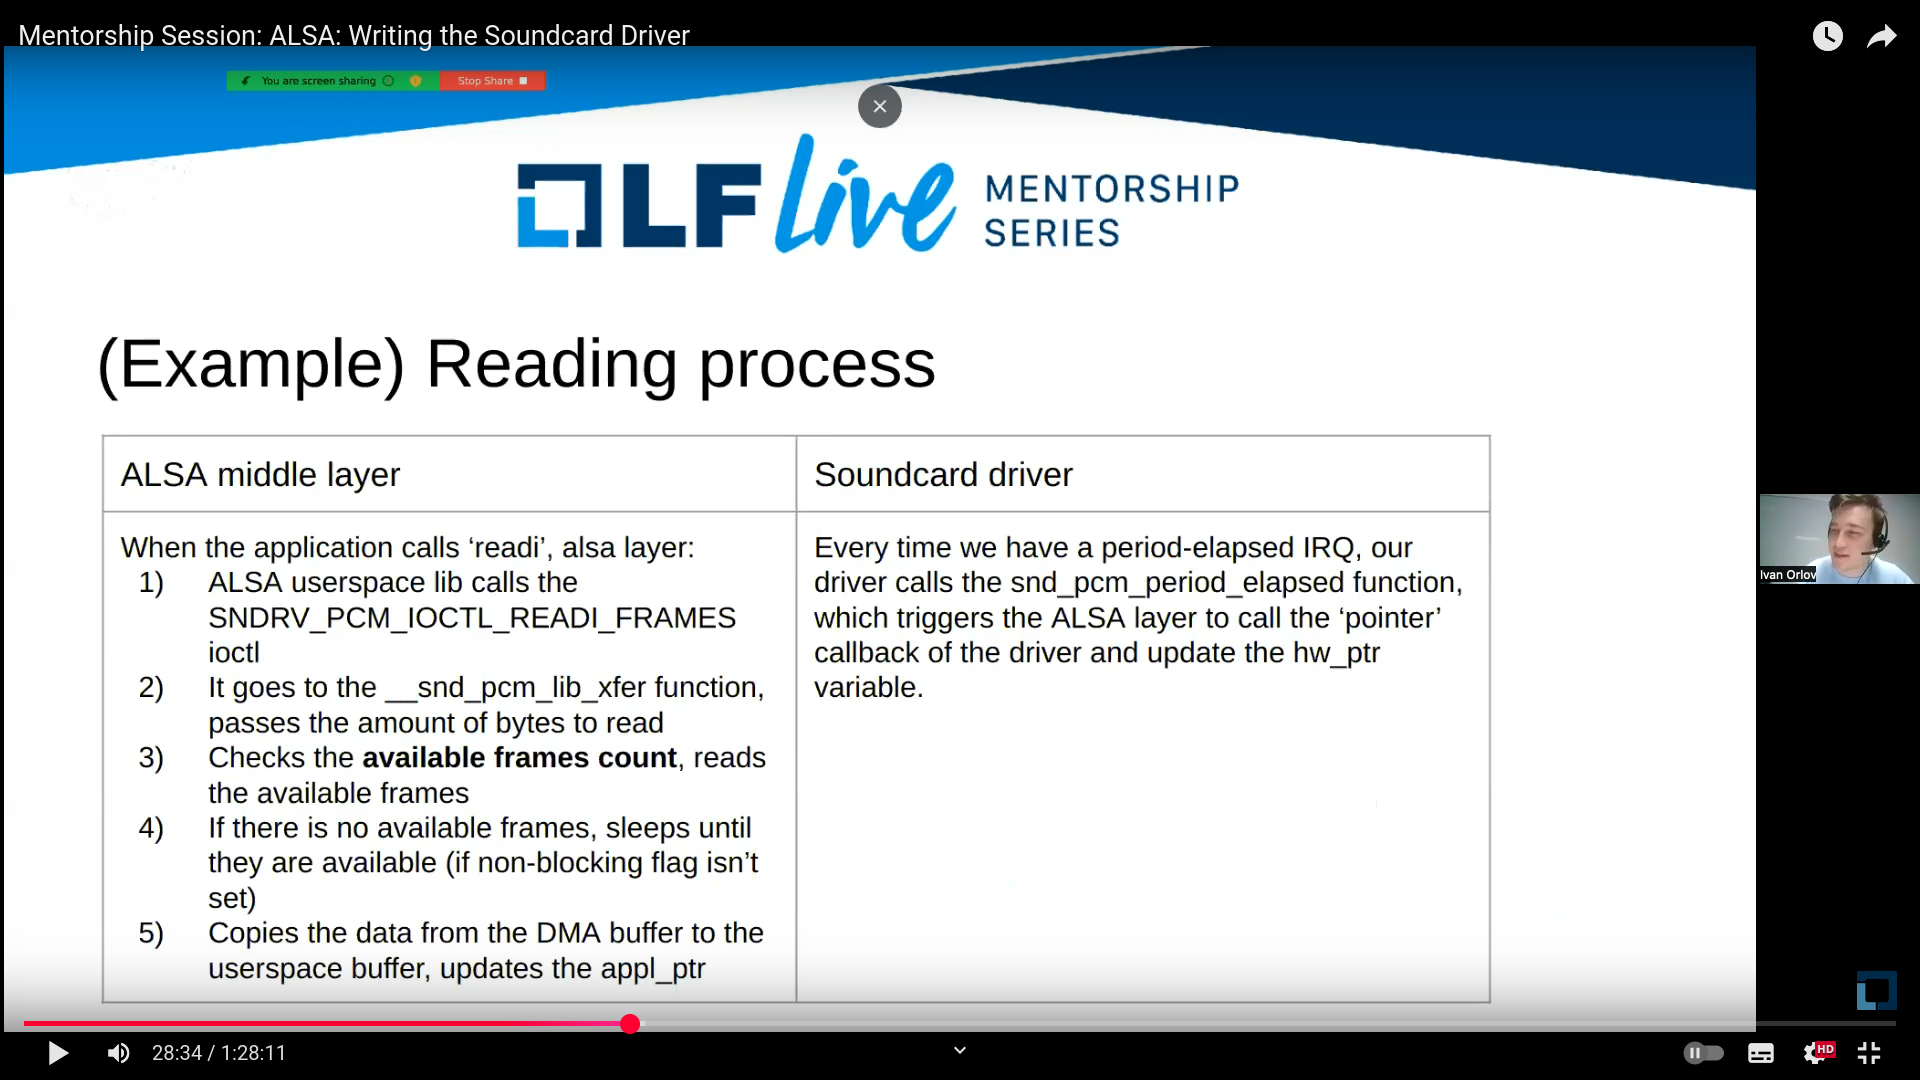 Mentorship Session: ALSA: Writing the Soundcard Driver
You are screen sharing
Stop Share
LF Live MENTORSHIP
SERIES
(Example) Reading process
ALSA middle layer
When the application calls ‘readi’, alsa layer:
1) ALSA userspace lib calls the
SNDRV_PCM_IOCTL_READI_FRAMES
ioctl
2) It goes to the __snd_pcm_lib_xfer function,
passes the amount of bytes to read
3) Checks the available frames count, reads
the available frames
4) If there is no available frames, sleeps until
they are available (if non-blocking flag isn’t
set)
5) Copies the data from the DMA buffer to the
userspace buffer, updates the appl_ptr
Soundcard driver
Every time we have a period-elapsed IRQ, our
driver calls the snd_pcm_period_elapsed function,
which triggers the ALSA layer to call the ‘pointer’
callback of the driver and update the hw_ptr
variable.
Ivan Orlov
28:34 / 1:28:11
HD